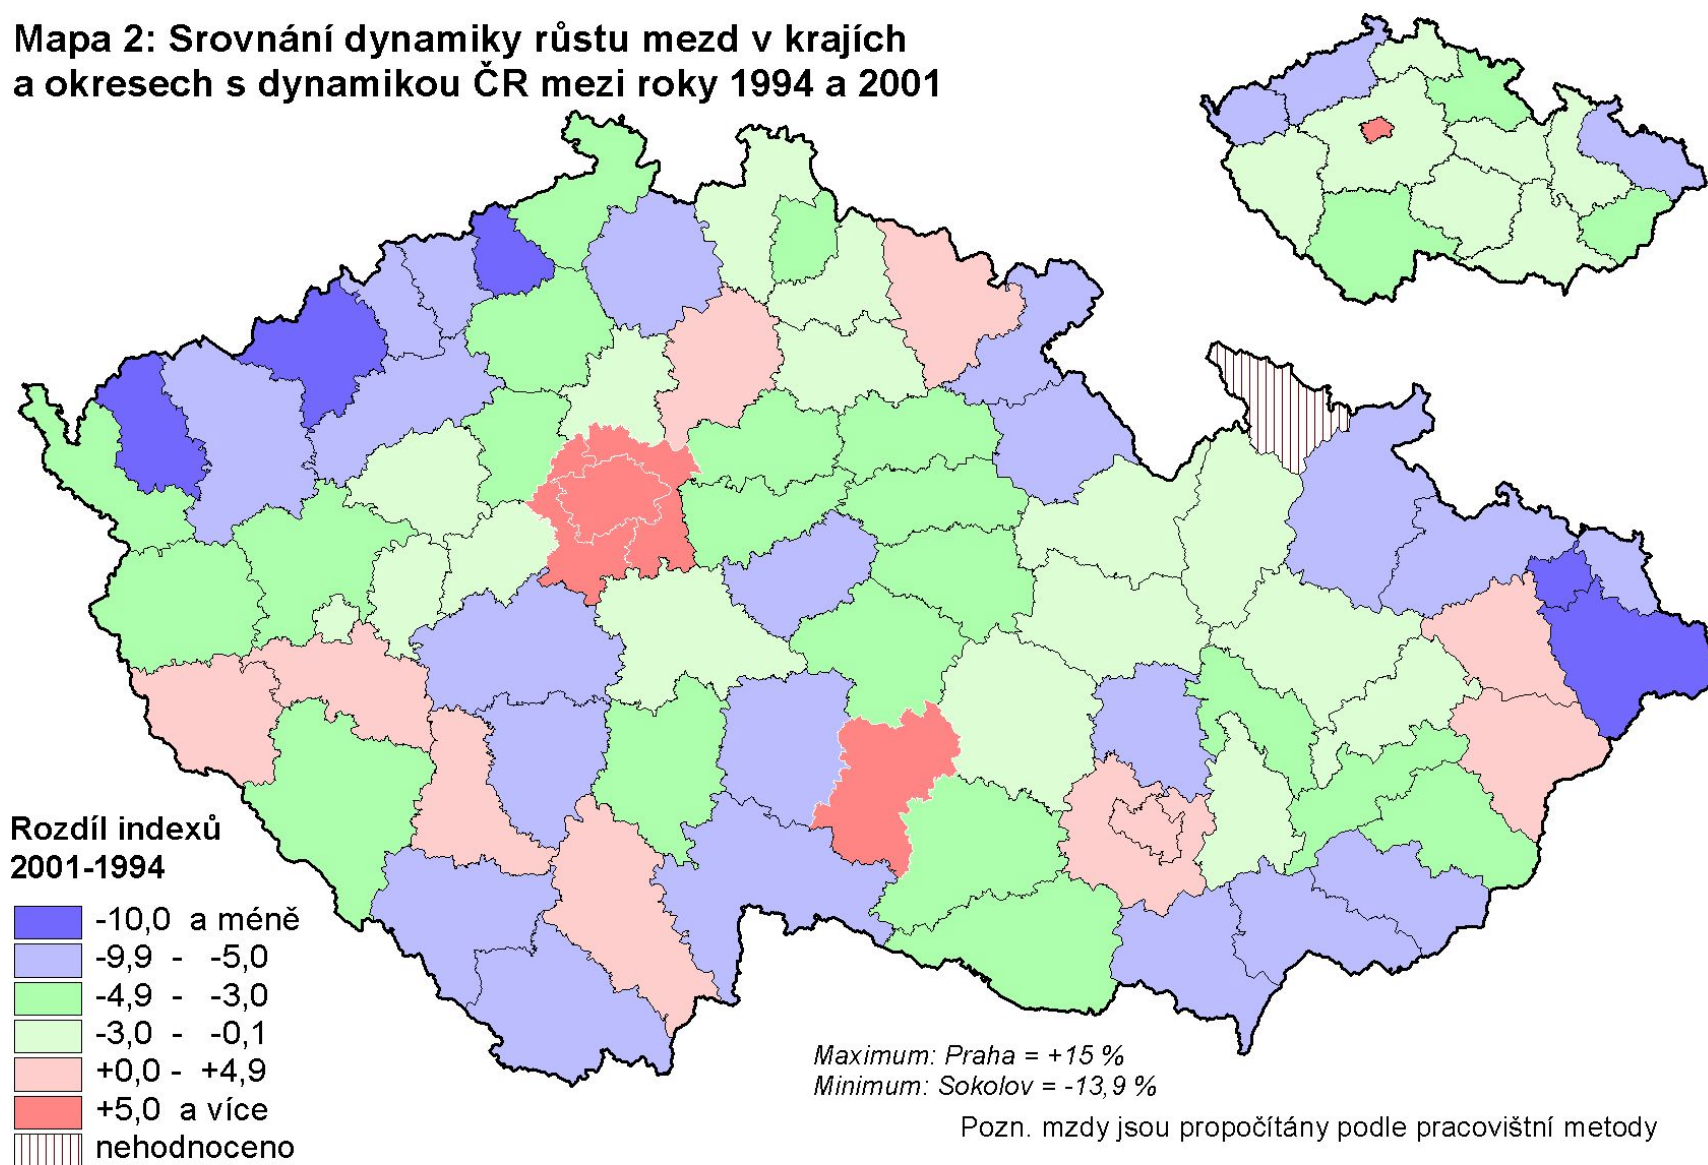 Mapa 2: Srovnání dynamiky růstu mezd v krajích
a okresech s dynamikou ČR mezi roky 1994 a 2001
Rozdíl indexů
2001-1994
-10,0 a méně
-9,9 - -5,0
-4,9 - -3,0
-3,0 - -0,1
+0,0 - +4,9
+5,0 a více
nehodnoceno
Maximum: Praha = +15 %
Minimum: Sokolov = -13,9 %
Pozn. mzdy jsou propočítány podle pracovištní metody